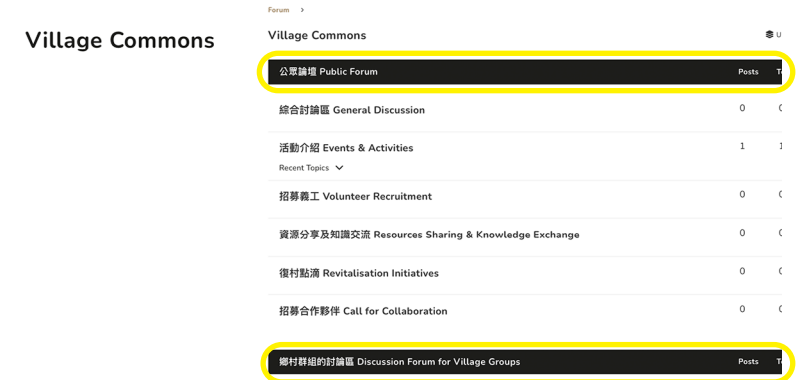 Forum >
Village Commons
Village Commons
公眾論壇 Public Forum Posts
綜合討論區 General Discussion 0
活動介紹 Events & Activities 1
Recent Topics
招募義工 Volunteer Recruitment 0
資源分享及知識交流 Resources Sharing & Knowledge Exchange 0
復村點滴 Revitalisation Initiatives 0
招募合作夥伴 Call for Collaboration 0
鄉村群組的討論區 Discussion Forum for Village Groups Posts